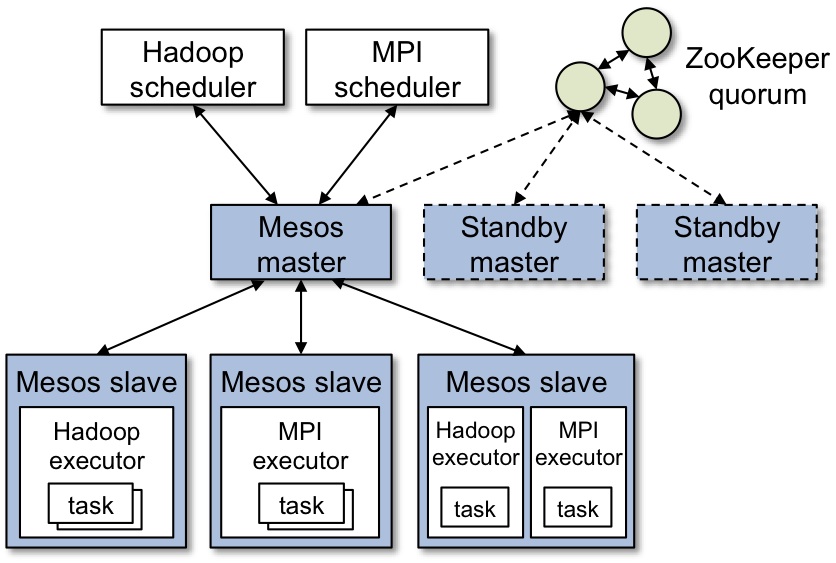 Hadoop
scheduler
MPI
scheduler
ZooKeeper
quorum
Mesos
master
Standby
master
Standby
master
Mesos slave
Hadoop
executor
task
Mesos slave
MPI
executor
task
Mesos slave
Hadoop
executor
task
MPI
executor
task